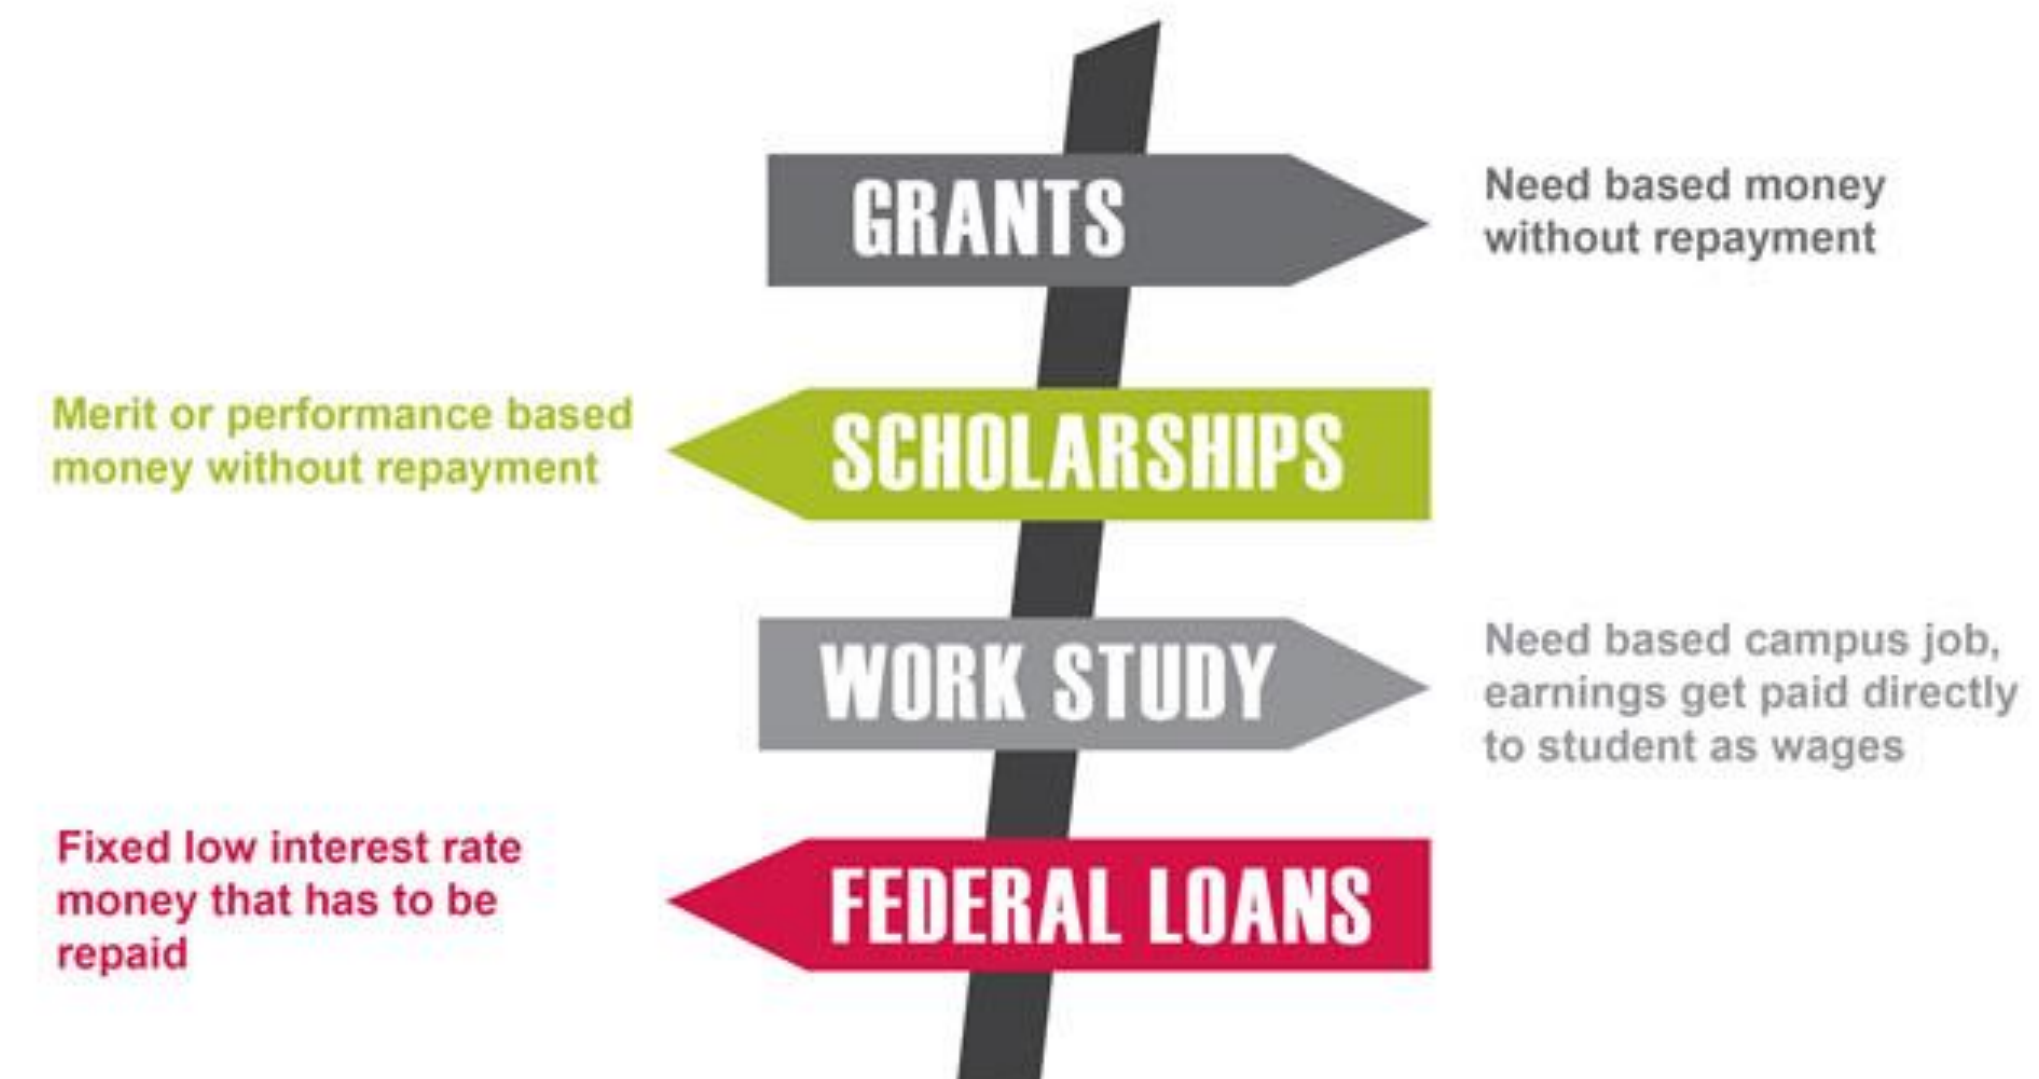 GRANTS
Need based money
without repayment
Merit or performance based
money without repayment
SCHOLARSHIPS
WORK STUDY
Need based campus job,
earnings get paid directly
to student as wages
Fixed low interest rate
money that has to be
repaid
FEDERAL LOANS